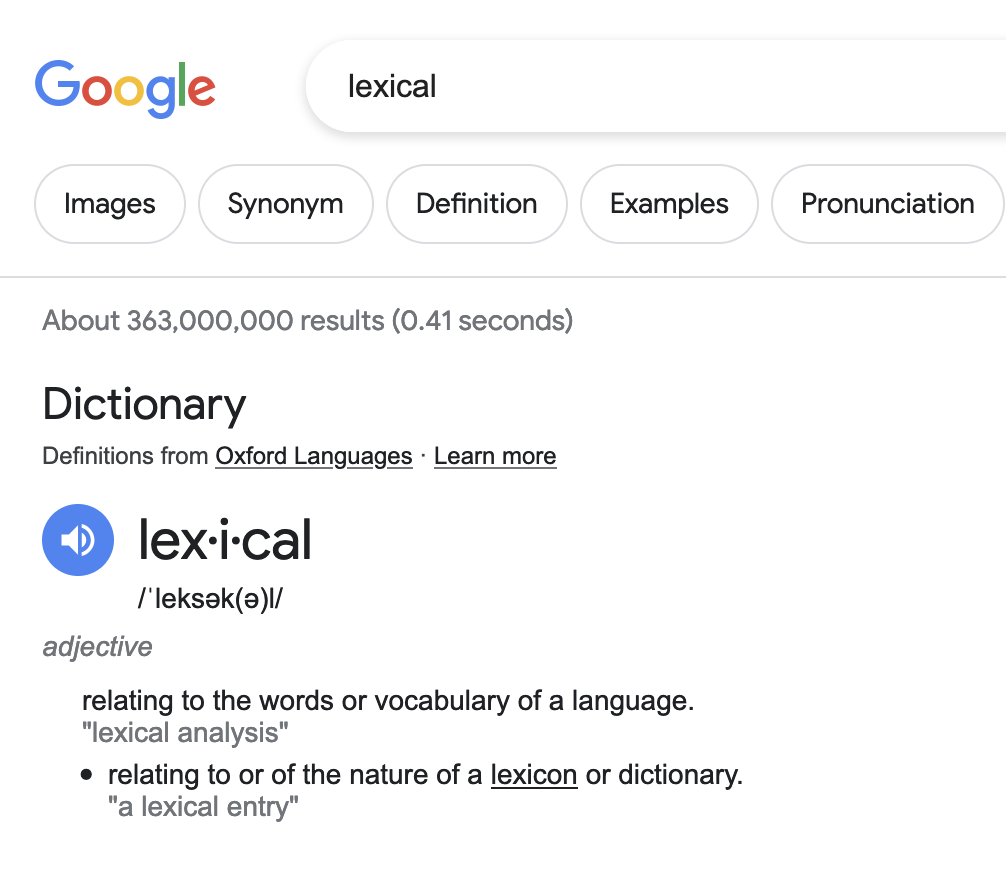 Google
lexical
Images Synonym Definition Examples Pronunciation
About 363,000,000 results (0.41 seconds)
Dictionary
Definitions from Oxford Languages · Learn more
lex·i·cal
/ˈleksək(ə)l/
adjective
relating to the words or vocabulary of a language.
"lexical analysis"
• relating to or of the nature of a lexicon or dictionary.
"a lexical entry"